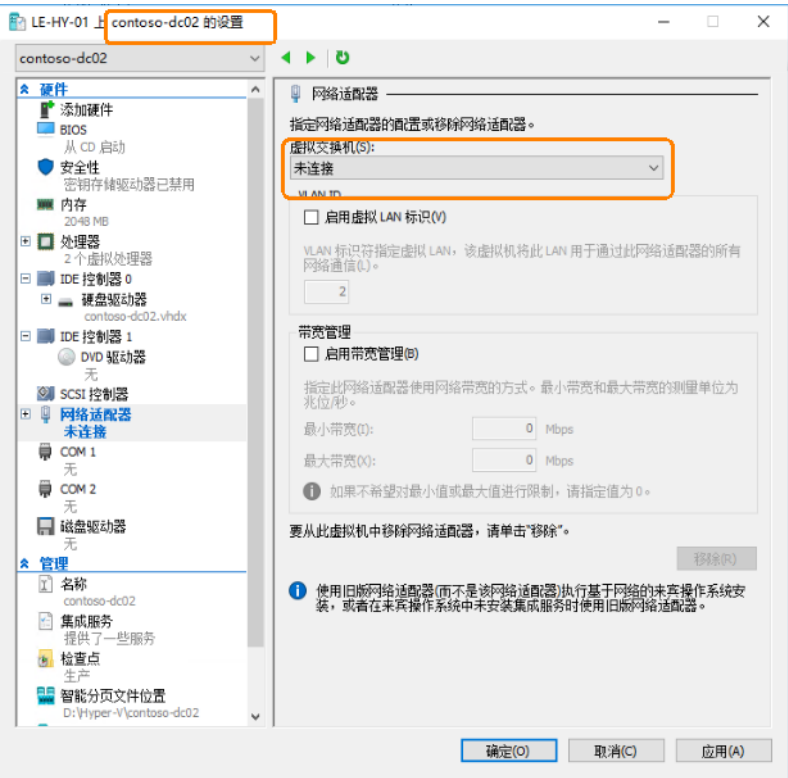 LE-HY-01 上 contoso-dc02 的设置
contoso-dc02
硬件
添加硬件
BIOS
从 CD 启动
安全性
密钥存储驱动器已禁用
内存
2048 MB
处理器
2 个虚拟处理器
IDE 控制器 0
硬盘驱动器
contoso-dc02.vhdx
IDE 控制器 1
DVD 驱动器
无
SCSI 控制器
网络适配器
未连接
COM 1
无
COM 2
无
磁盘驱动器
无
管理
名称
contoso-dc02
集成服务
提供了一些服务
检查点
生产
智能分页文件位置
D:\Hyper-V\contoso-dc02
网络适配器
指定网络适配器的配置或移除网络适配器。
虚拟交换机(S):
未连接
VLAN ID
启用虚拟 LAN 标识(V)
VLAN 标识符指定虚拟 LAN，该虚拟机将此 LAN 用于通过此网络适配器的所有
网络通信(L)。
2
带宽管理
启用带宽管理(B)
指定此网络适配器使用网络带宽的方式。最小带宽和最大带宽的测量单位为
兆位/秒。
最小带宽(I): 0 Mbps
最大带宽(X): 0 Mbps
如果不希望对最小值或最大值进行限制，请指定值为 0。
要从此虚拟机中移除网络适配器，请单击"移除"。
移除(R)
使用旧版网络适配器(而不是该网络适配器)执行基于网络的来宾操作系统安
装，或者在来宾操作系统中未安装集成服务时使用旧版网络适配器。
确定(O) 取消(C) 应用(A)